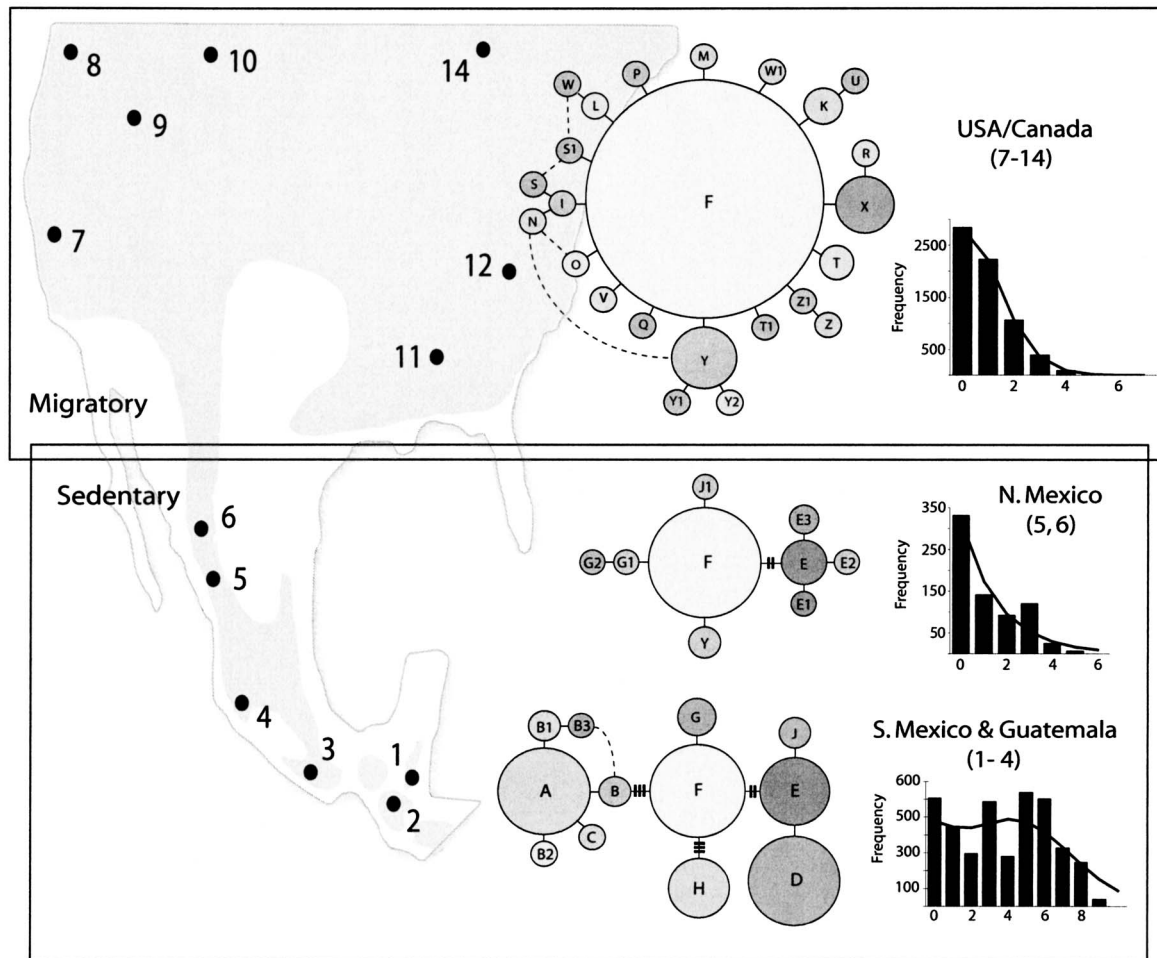 8
10
14
9
7
12
11
Migratory
W
P
M
W1
U
L
K
S1
R
S
I
F
X
N
O
T
V
Z1
Q
T1
Z
Y
Y1
Y2
USA/Canada
(7-14)
Frequency
2500
1500
500
0 2 4 6
Sedentary
6
5
4
3
1
2
J1
E3
G2
G1
F
E
E2
E1
Y
N. Mexico
(5, 6)
Frequency
350
250
150
50
0 2 4 6
B1
B3
G
J
A
B
F
E
C
B2
H
D
S. Mexico & Guatemala
(1- 4)
Frequency
600
500
300
100
0 2 4 6 8